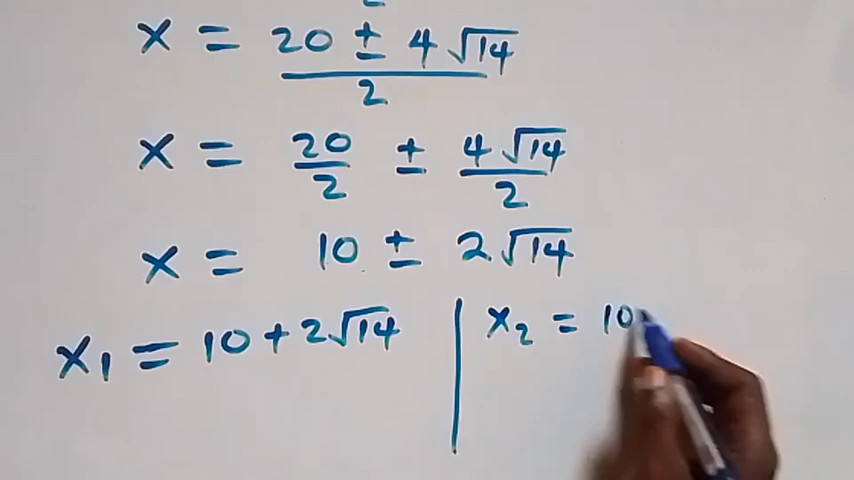 x = (20 ± 4√14)/2
x = 20/2 ± 4√14/2
x = 10 ± 2√14
x₁ = 10 + 2√14 | x₂ = 10